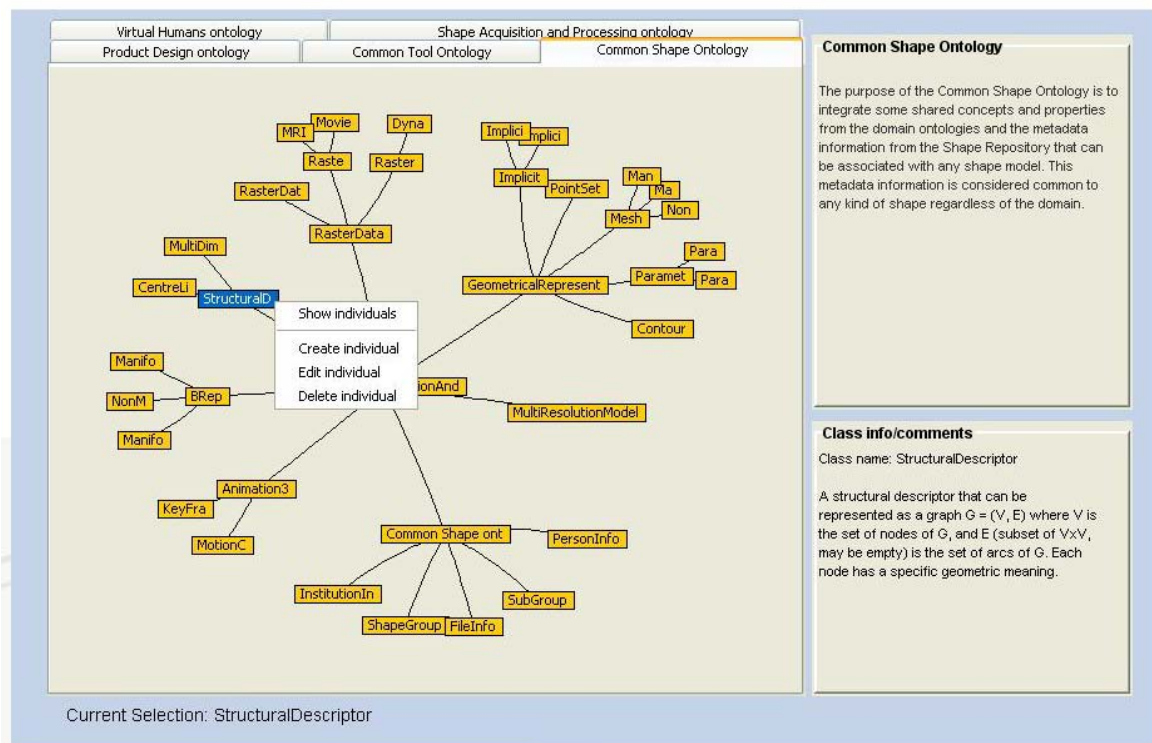 Virtual Humans ontology
Shape Acquisition and Processing ontology
Product Design ontology
Common Tool Ontology
Common Shape Ontology
Movie
MRI
Dyna
Raste
Raster
RasterDat
RasterData
MultiDim
CentreLi
StructuralD
Implici
Implici
Implicit
PointSet
Man
Ma
Non
Mesh
Para
Paramet
Para
GeometricalRepresent
Contour
Show individuals
Create individual
Edit individual
Delete individual
ionAnd
MultiResolutionModel
Manifo
NonM
BRep
Manifo
Animation3
KeyFra
MotionC
Common Shape ont
PersonInfo
InstitutionIn
SubGroup
ShapeGroup
FileInfo
Common Shape Ontology
The purpose of the Common Shape Ontology is to
integrate some shared concepts and properties
from the domain ontologies and the metadata
information from the Shape Repository that can
be associated with any shape model. This
metadata information is considered common to
any kind of shape regardless of the domain.
Class info/comments
Class name: StructuralDescriptor
A structural descriptor that can be
represented as a graph G = (V, E) where V is
the set of nodes of G, and E (subset of VxV,
may be empty) is the set of arcs of G. Each
node has a specific geometric meaning.
Current Selection: StructuralDescriptor